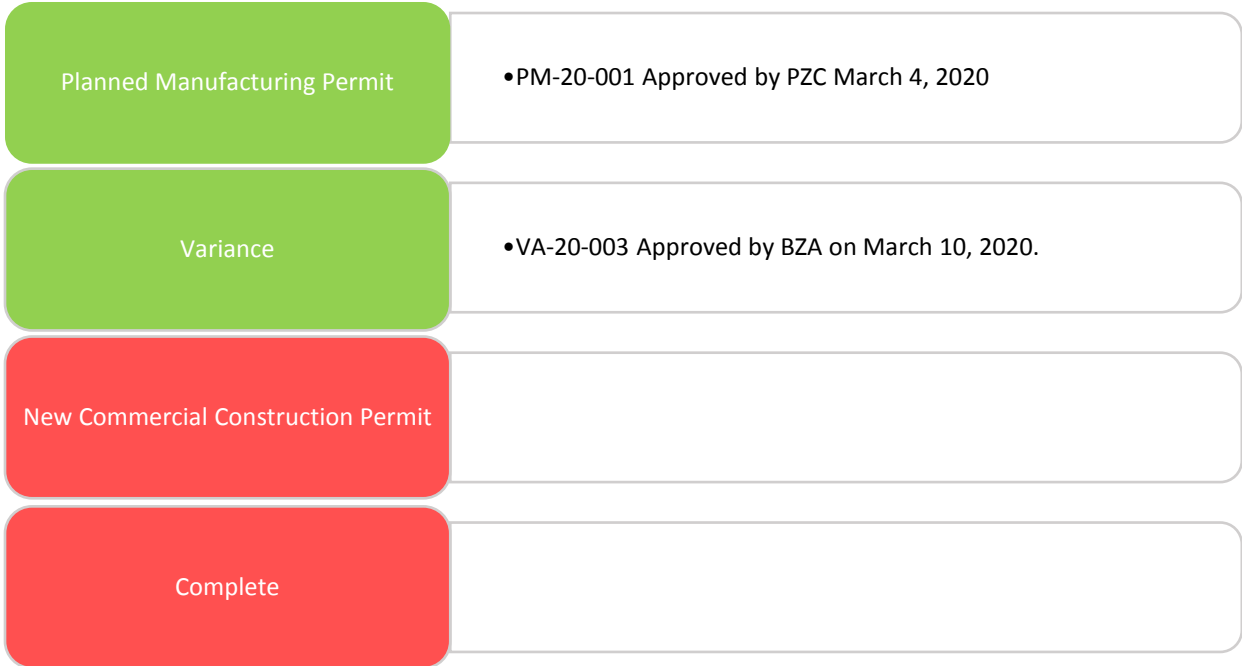 Planned Manufacturing Permit
•PM-20-001 Approved by PZC March 4, 2020
Variance
•VA-20-003 Approved by BZA on March 10, 2020.
New Commercial Construction Permit
Complete